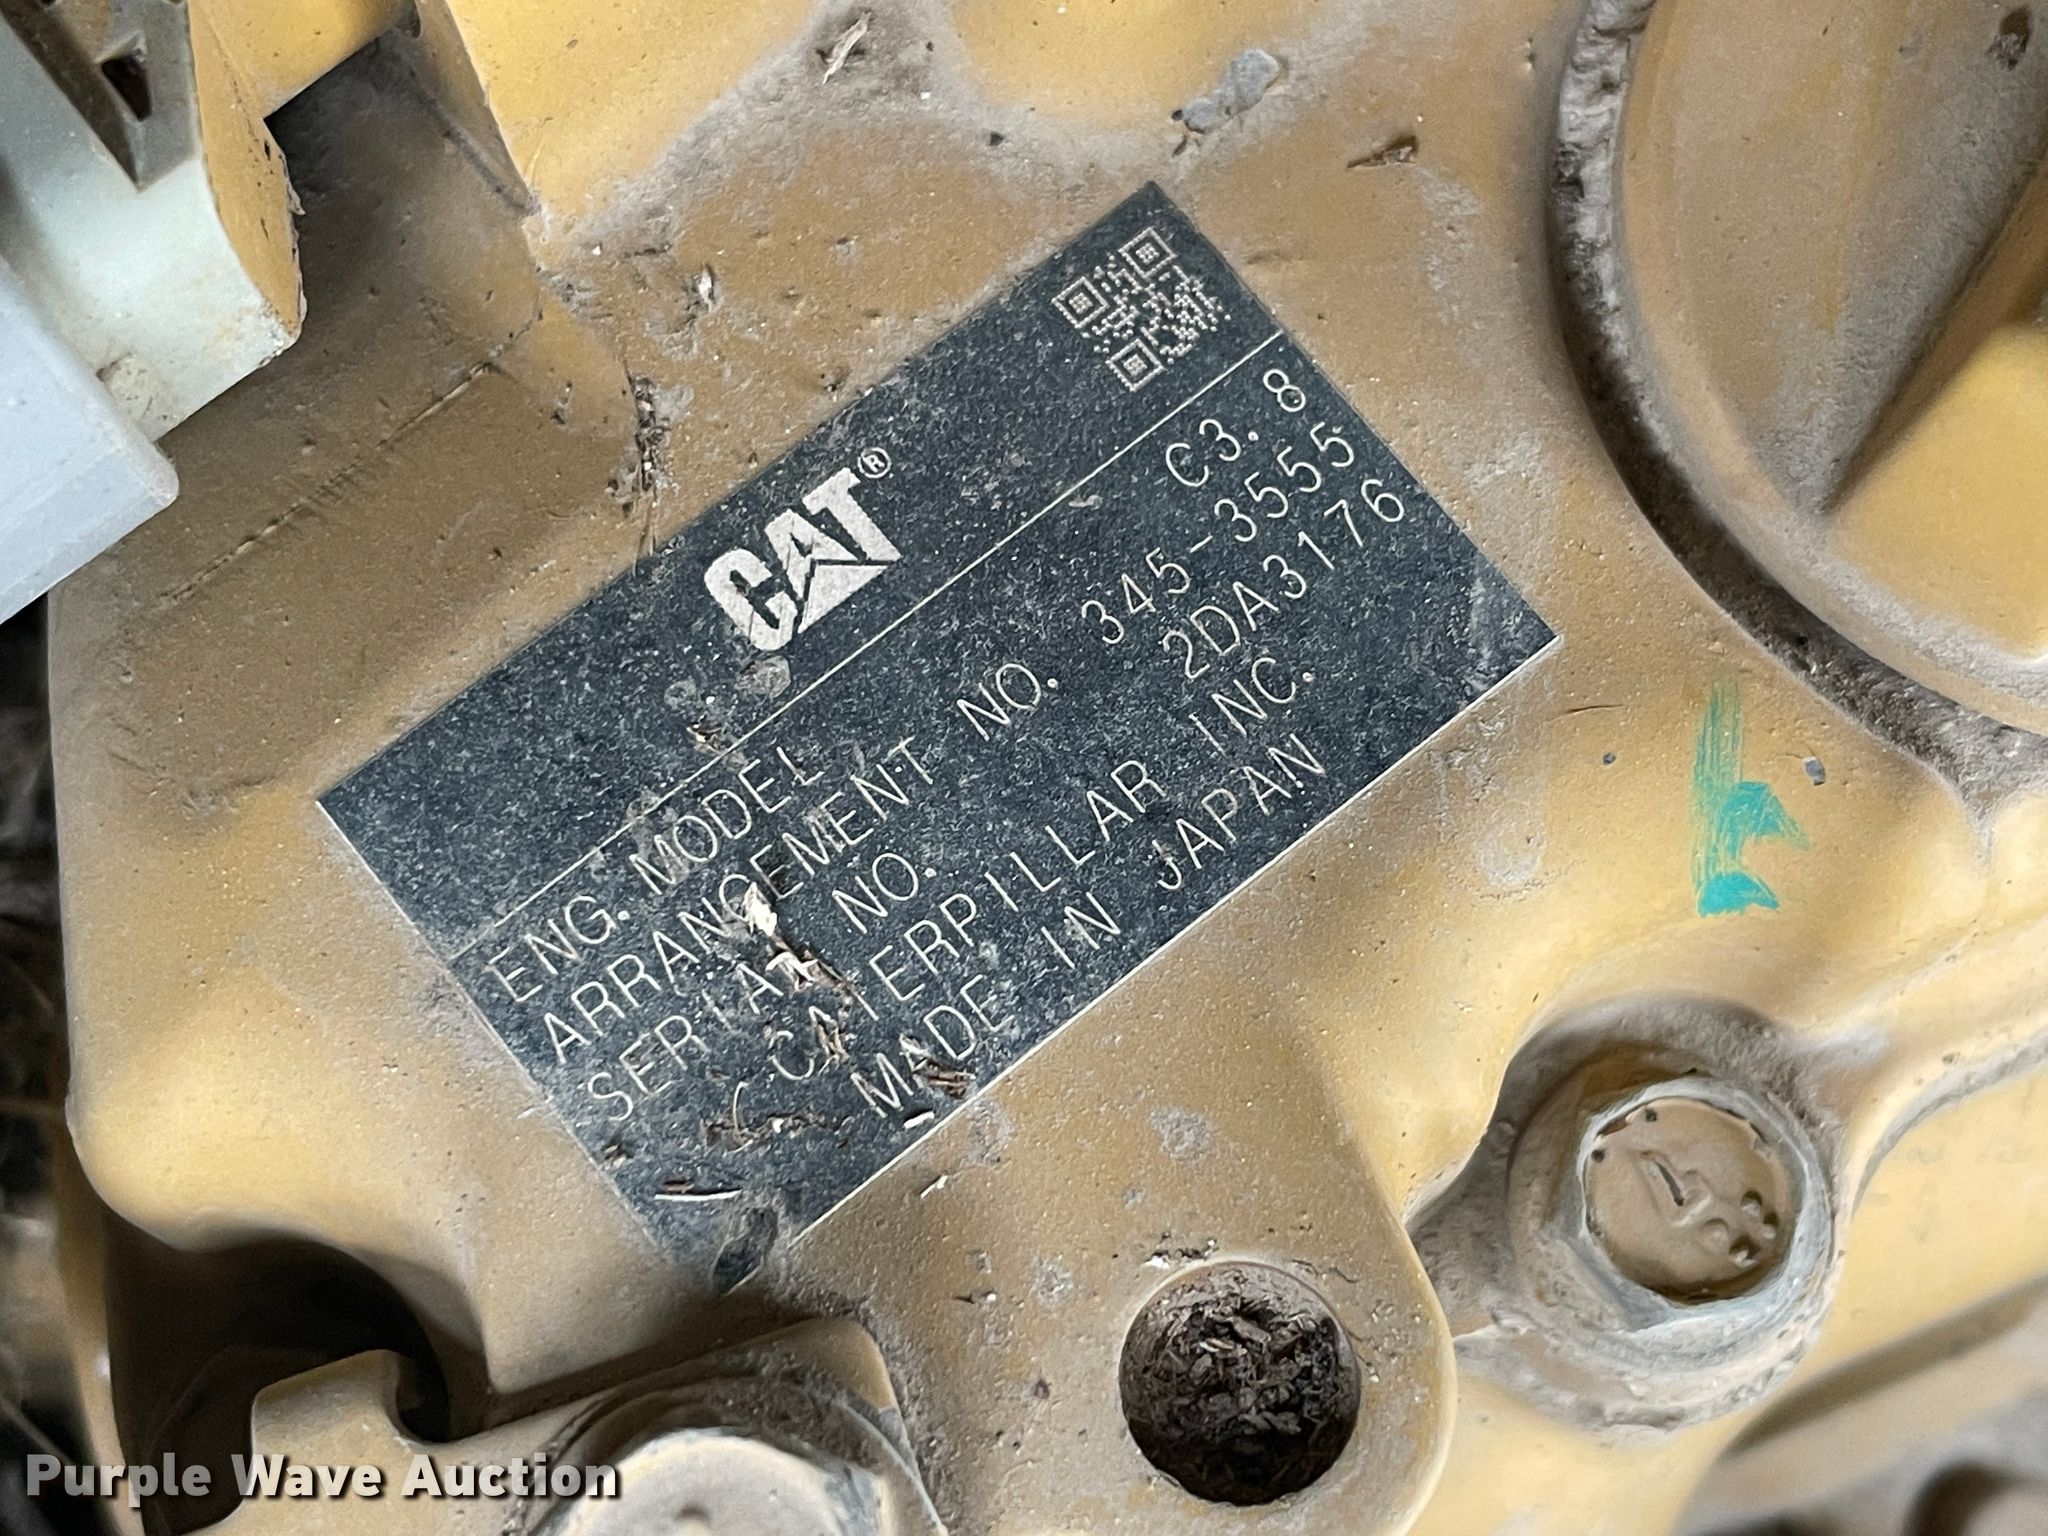 CAT®
ENG. MODEL C3.8
ARRANGEMENT NO. 345-3555
SERIAL NO. 2DA3176
CATERPILLAR INC.
MADE IN JAPAN
Purple Wave Auction